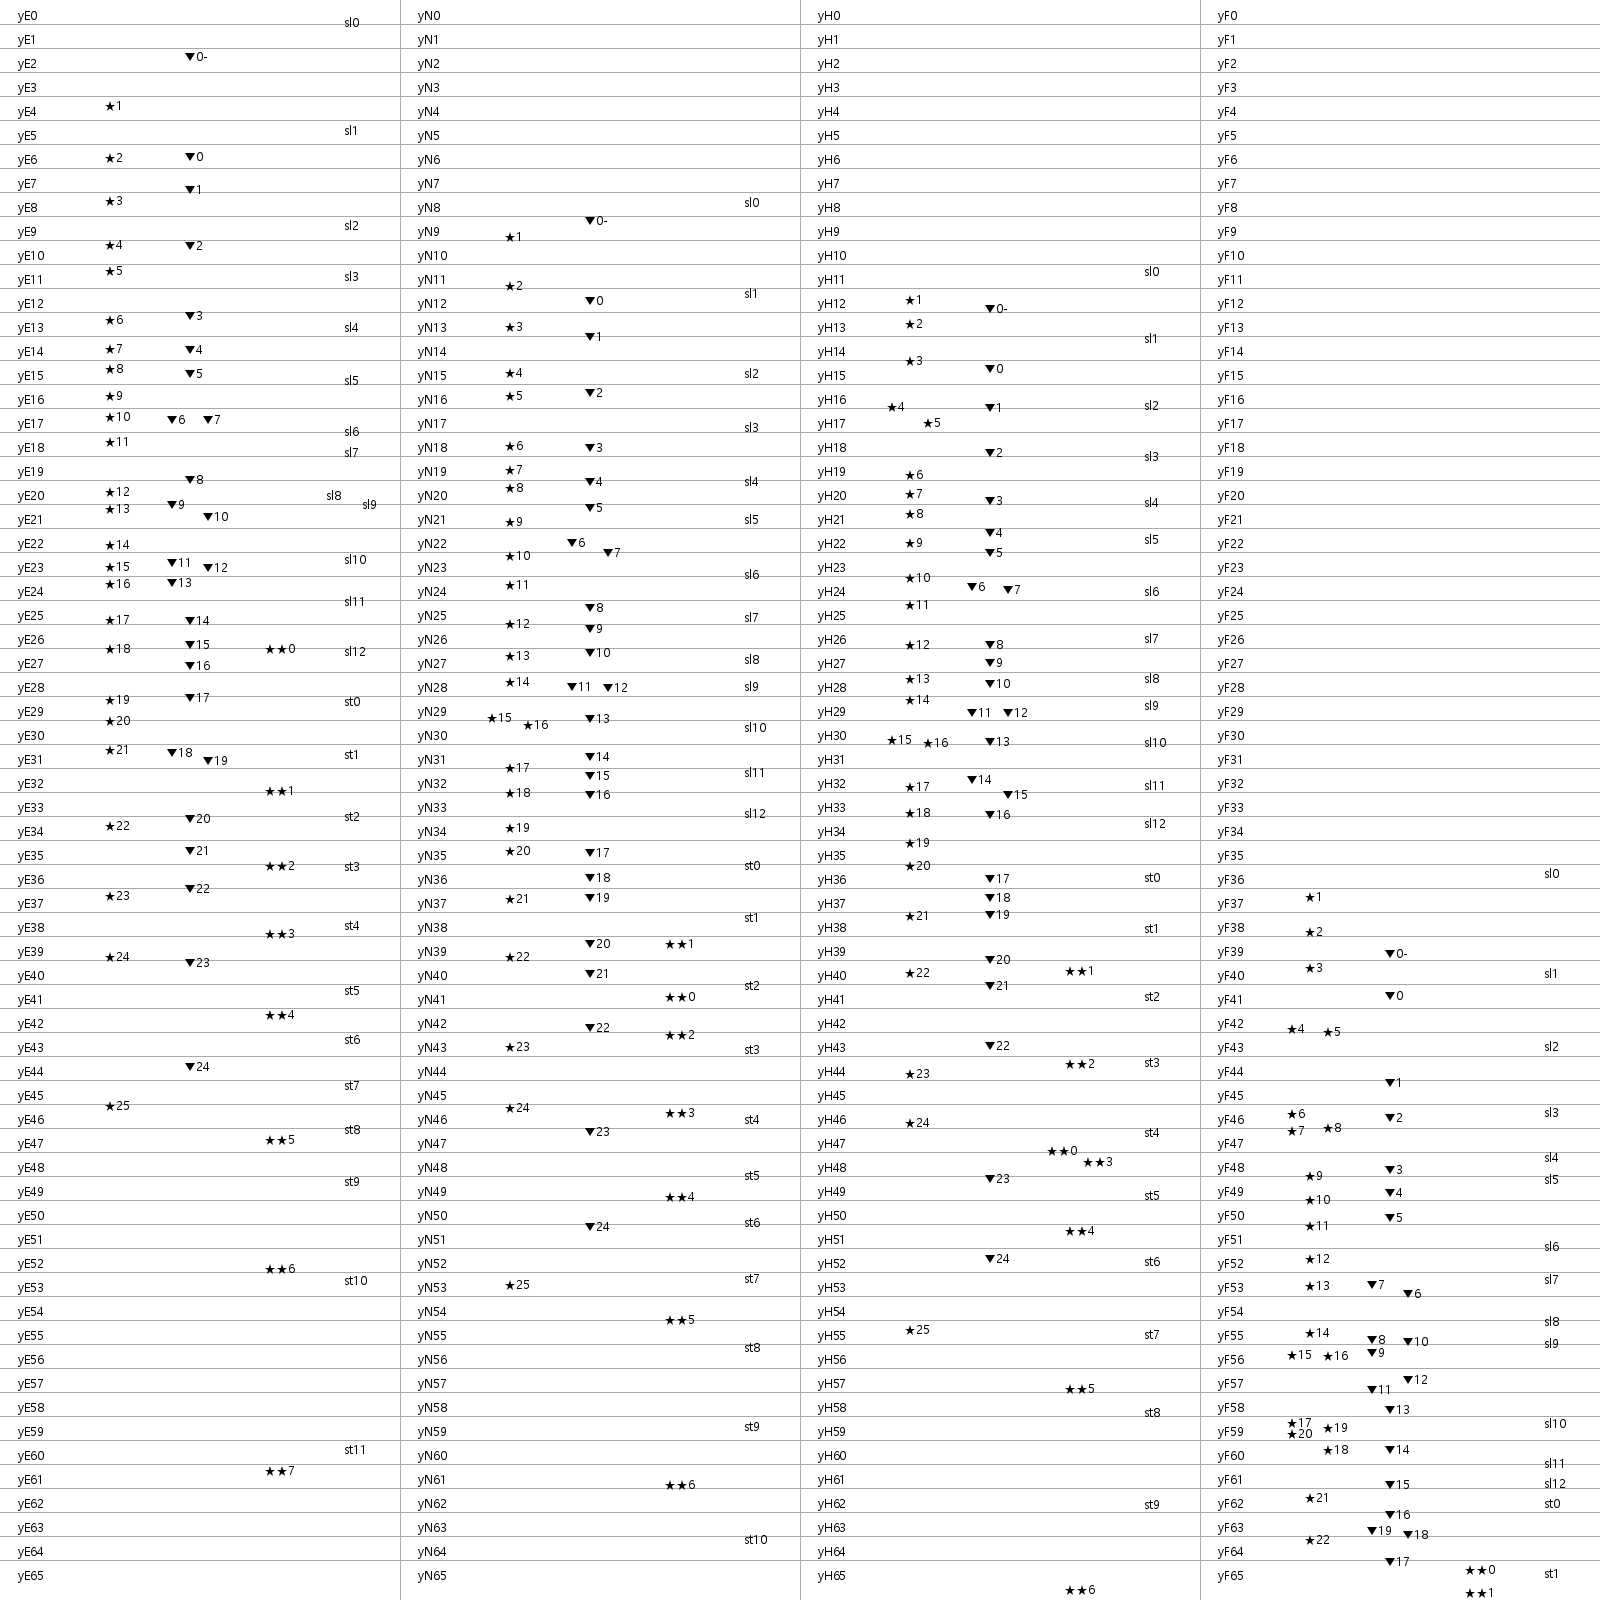 yE0 sl0 yN0 yH0 yF0
yE1 yN1 yH1 yF1
yE2 ▼0- yN2 yH2 yF2
yE3 yN3 yH3 yF3
yE4 ★1 yN4 yH4 yF4
yE5 sl1 yN5 yH5 yF5
yE6 ★2 ▼0 yN6 yH6 yF6
yE7 ▼1 yN7 yH7 yF7
yE8 ★3 yN8 sl0 yH8 yF8
yE9 sl2 yN9 ▼0- ★1 yH9 yF9
yE10 ★4 ▼2 yN10 yH10 yF10
yE11 ★5 sl3 yN11 ★2 yH11 sl0 yF11
yE12 yN12 ▼0 sl1 yH12 ★1 ▼0- yF12
yE13 ★6 ▼3 sl4 yN13 ★3 ▼1 yH13 ★2 yF13
yE14 ★7 ▼4 yN14 yH14 ★3 sl1 yF14
yE15 ★8 ▼5 sl5 yN15 ★4 sl2 yH15 ▼0 yF15
yE16 ★9 yN16 ★5 ▼2 yH16 ★4 ▼1 sl2 yF16
yE17 ★10 ▼6 ▼7 sl6 yN17 sl3 yH17 ★5 yF17
yE18 ★11 sl7 yN18 ★6 ▼3 yH18 ▼2 sl3 yF18
yE19 ▼8 yN19 ★7 ▼4 yH19 ★6 yF19
yE20 ★12 ▼9 sl8 sl9 yN20 ★8 sl4 yH20 ★7 ▼3 sl4 yF20
yE21 ★13 ▼10 yN21 ★9 ▼5 sl5 yH21 ★8 ▼4 yF21
yE22 ★14 yN22 ▼6 ▼7 yH22 ★9 ▼5 sl5 yF22
yE23 ★15 ▼11 ▼12 sl10 yN23 ★10 sl6 yH23 ★10 yF23
yE24 ★16 ▼13 sl11 yN24 ★11 yH24 ▼6 ▼7 sl6 yF24
yE25 ★17 ▼14 yN25 ★12 ▼8 sl7 yH25 ★11 yF25
yE26 ★18 ▼15 ★★0 sl12 yN26 ▼9 yH26 ★12 ▼8 sl7 yF26
yE27 ▼16 yN27 ★13 ▼10 sl8 yH27 ▼9 yF27
yE28 ★19 ▼17 st0 yN28 ★14 ▼11 ▼12 sl9 yH28 ★13 ▼10 sl8 yF28
yE29 ★20 yN29 ★15 ★16 ▼13 yH29 ★14 ▼11 ▼12 sl9 yF29
yE30 yN30 sl10 yH30 ★15 ★16 ▼13 sl10 yF30
yE31 ★21 ▼18 ▼19 st1 yN31 ★17 ▼14 yH31 yF31
yE32 ★★1 yN32 ★18 ▼15 sl11 yH32 ★17 ▼14 sl11 yF32
yE33 yN33 ▼16 sl12 yH33 ★18 ▼15 ▼16 yF33
yE34 ★22 ▼20 st2 yN34 ★19 yH34 ★19 sl12 yF34
yE35 ▼21 yN35 ★20 ▼17 yH35 ★20 yF35
yE36 ▼22 ★★2 st3 yN36 ▼18 st0 yH36 ▼17 st0 yF36 sl0
yE37 ★23 yN37 ★21 ▼19 yH37 ▼18 yF37 ★1
yE38 ★★3 st4 yN38 st1 yH38 ★21 ▼19 st1 yF38 ★2
yE39 ★24 ▼23 yN39 ★22 ▼20 ★★1 yH39 ▼20 yF39 ▼0-
yE40 yN40 ▼21 st2 yH40 ★22 ▼21 ★★1 yF40 ★3 sl1
yE41 st5 yN41 ★★0 yH41 st2 yF41 ▼0
yE42 ★★4 yN42 ▼22 ★★2 yH42 yF42 ★4 ★5
yE43 st6 yN43 ★23 st3 yH43 ▼22 yF43 sl2
yE44 ▼24 yN44 yH44 ★23 ★★2 st3 yF44 ▼1
yE45 st7 yN45 yH45 yF45
yE46 ★25 yN46 ★24 ★★3 st4 yH46 ★24 yF46 ★6 ▼2 sl3
yE47 ★★5 st8 yN47 ▼23 yH47 ★★0 st4 yF47 ★7 ★8
yE48 yN48 st5 yH48 ▼23 ★★3 yF48 ★9 ▼3 sl4
yE49 st9 yN49 ★★4 yH49 st5 yF49 ★10 ▼4 sl5
yE50 yN50 ▼24 st6 yH50 yF50 ★11 ▼5
yE51 yN51 yH51 ★★4 yF51 sl6
yE52 ★★6 yN52 yH52 ▼24 st6 yF52 ★12
yE53 st10 yN53 ★25 st7 yH53 yF53 ★13 ▼7 ▼6 sl7
yE54 yN54 ★★5 yH54 yF54 sl8
yE55 yN55 st8 yH55 ★25 st7 yF55 ★14 ▼8 ▼10 sl9
yE56 yN56 yH56 yF56 ★15 ★16 ▼9
yE57 yN57 yH57 ★★5 yF57 ▼11 ▼12
yE58 yN58 yH58 st8 yF58 ▼13
yE59 yN59 st9 yH59 yF59 ★17 ★20 ★19 sl10
yE60 st11 yN60 yH60 yF60 ★18 ▼14 sl11
yE61 ★★7 yN61 ★★6 yH61 yF61 ▼15 sl12
yE62 yN62 yH62 st9 yF62 ★21 ▼16 st0
yE63 yN63 st10 yH63 yF63 ★22 ▼19 ▼18
yE64 yN64 yH64 yF64 ▼17
yE65 yN65 yH65 ★★6 yF65 ★★0 ★★1 st1